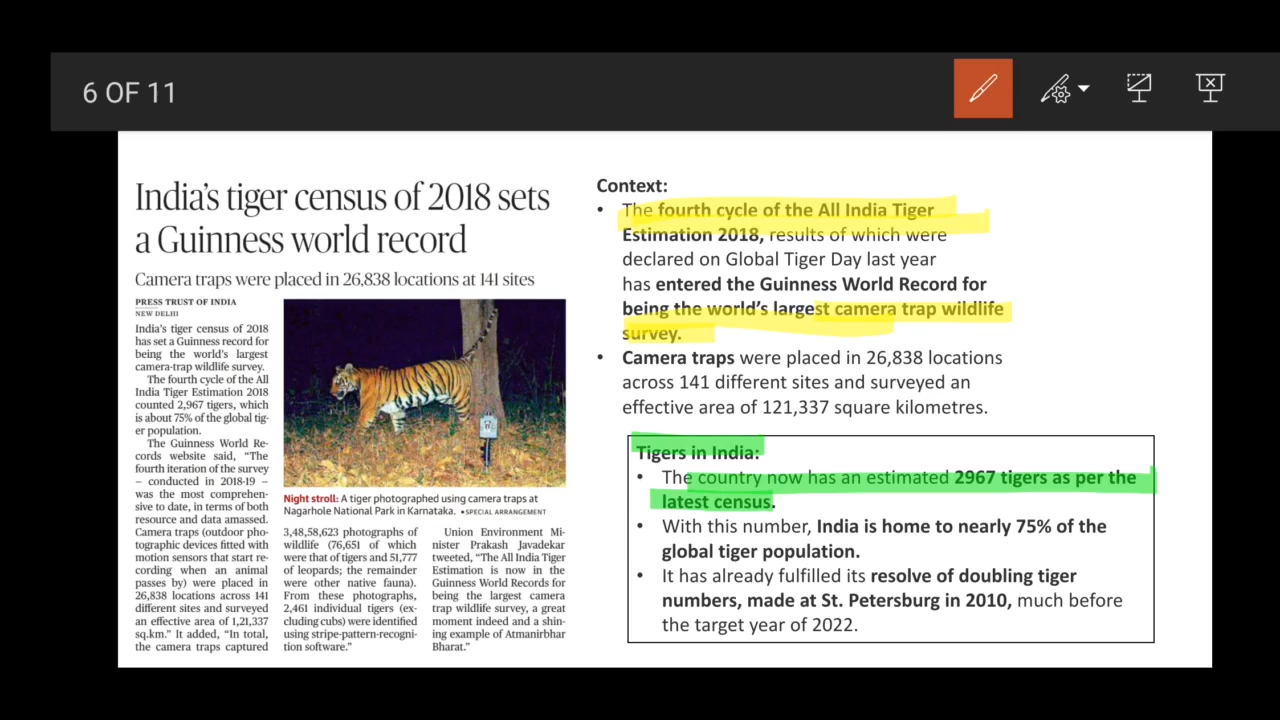 6 OF 11
India's tiger census of 2018 sets
a Guinness world record
Camera traps were placed in 26,838 locations at 141 sites
PRESS TRUST OF INDIA
NEW DELHI
India's tiger census of 2018
has set a Guinness record for
being the world's largest
camera-trap wildlife survey.
The fourth cycle of the All
India Tiger Estimation 2018
counted 2,967 tigers, which
is about 75% of the global tig-
er population.
The Guinness World Re-
cords website said, "The
fourth iteration of the survey
– conducted in 2018-19 –
was the most comprehen-
sive to date, in terms of both
resource and data amassed.
Camera traps (outdoor pho-
tographic devices fitted with
motion sensors that start re-
cording when an animal
passes by) were placed in
26,838 locations across 141
different sites and surveyed
an effective area of 1,21,337
sq.km." It added, "In total,
the camera traps captured
Night stroll: A tiger photographed using camera traps at
Nagarhole National Park in Karnataka. •SPECIAL ARRANGEMENT
3,48,58,623 photographs of
wildlife (76,651 of which
were that of tigers and 51,777
of leopards; the remainder
were other native fauna).
From these photographs,
2,461 individual tigers (ex-
cluding cubs) were identified
using stripe-pattern-recogni-
tion software."
Union Environment Mi-
nister Prakash Javadekar
tweeted, "The All India Tiger
Estimation is now in the
Guinness World Records for
being the largest camera
trap wildlife survey, a great
moment indeed and a shin-
ing example of Atmanirbhar
Bharat."
Context:
• The fourth cycle of the All India Tiger
Estimation 2018, results of which were
declared on Global Tiger Day last year
has entered the Guinness World Record for
being the world's largest camera trap wildlife
survey.
• Camera traps were placed in 26,838 locations
across 141 different sites and surveyed an
effective area of 121,337 square kilometres.
Tigers in India:
• The country now has an estimated 2967 tigers as per the
latest census.
• With this number, India is home to nearly 75% of the
global tiger population.
• It has already fulfilled its resolve of doubling tiger
numbers, made at St. Petersburg in 2010, much before
the target year of 2022.